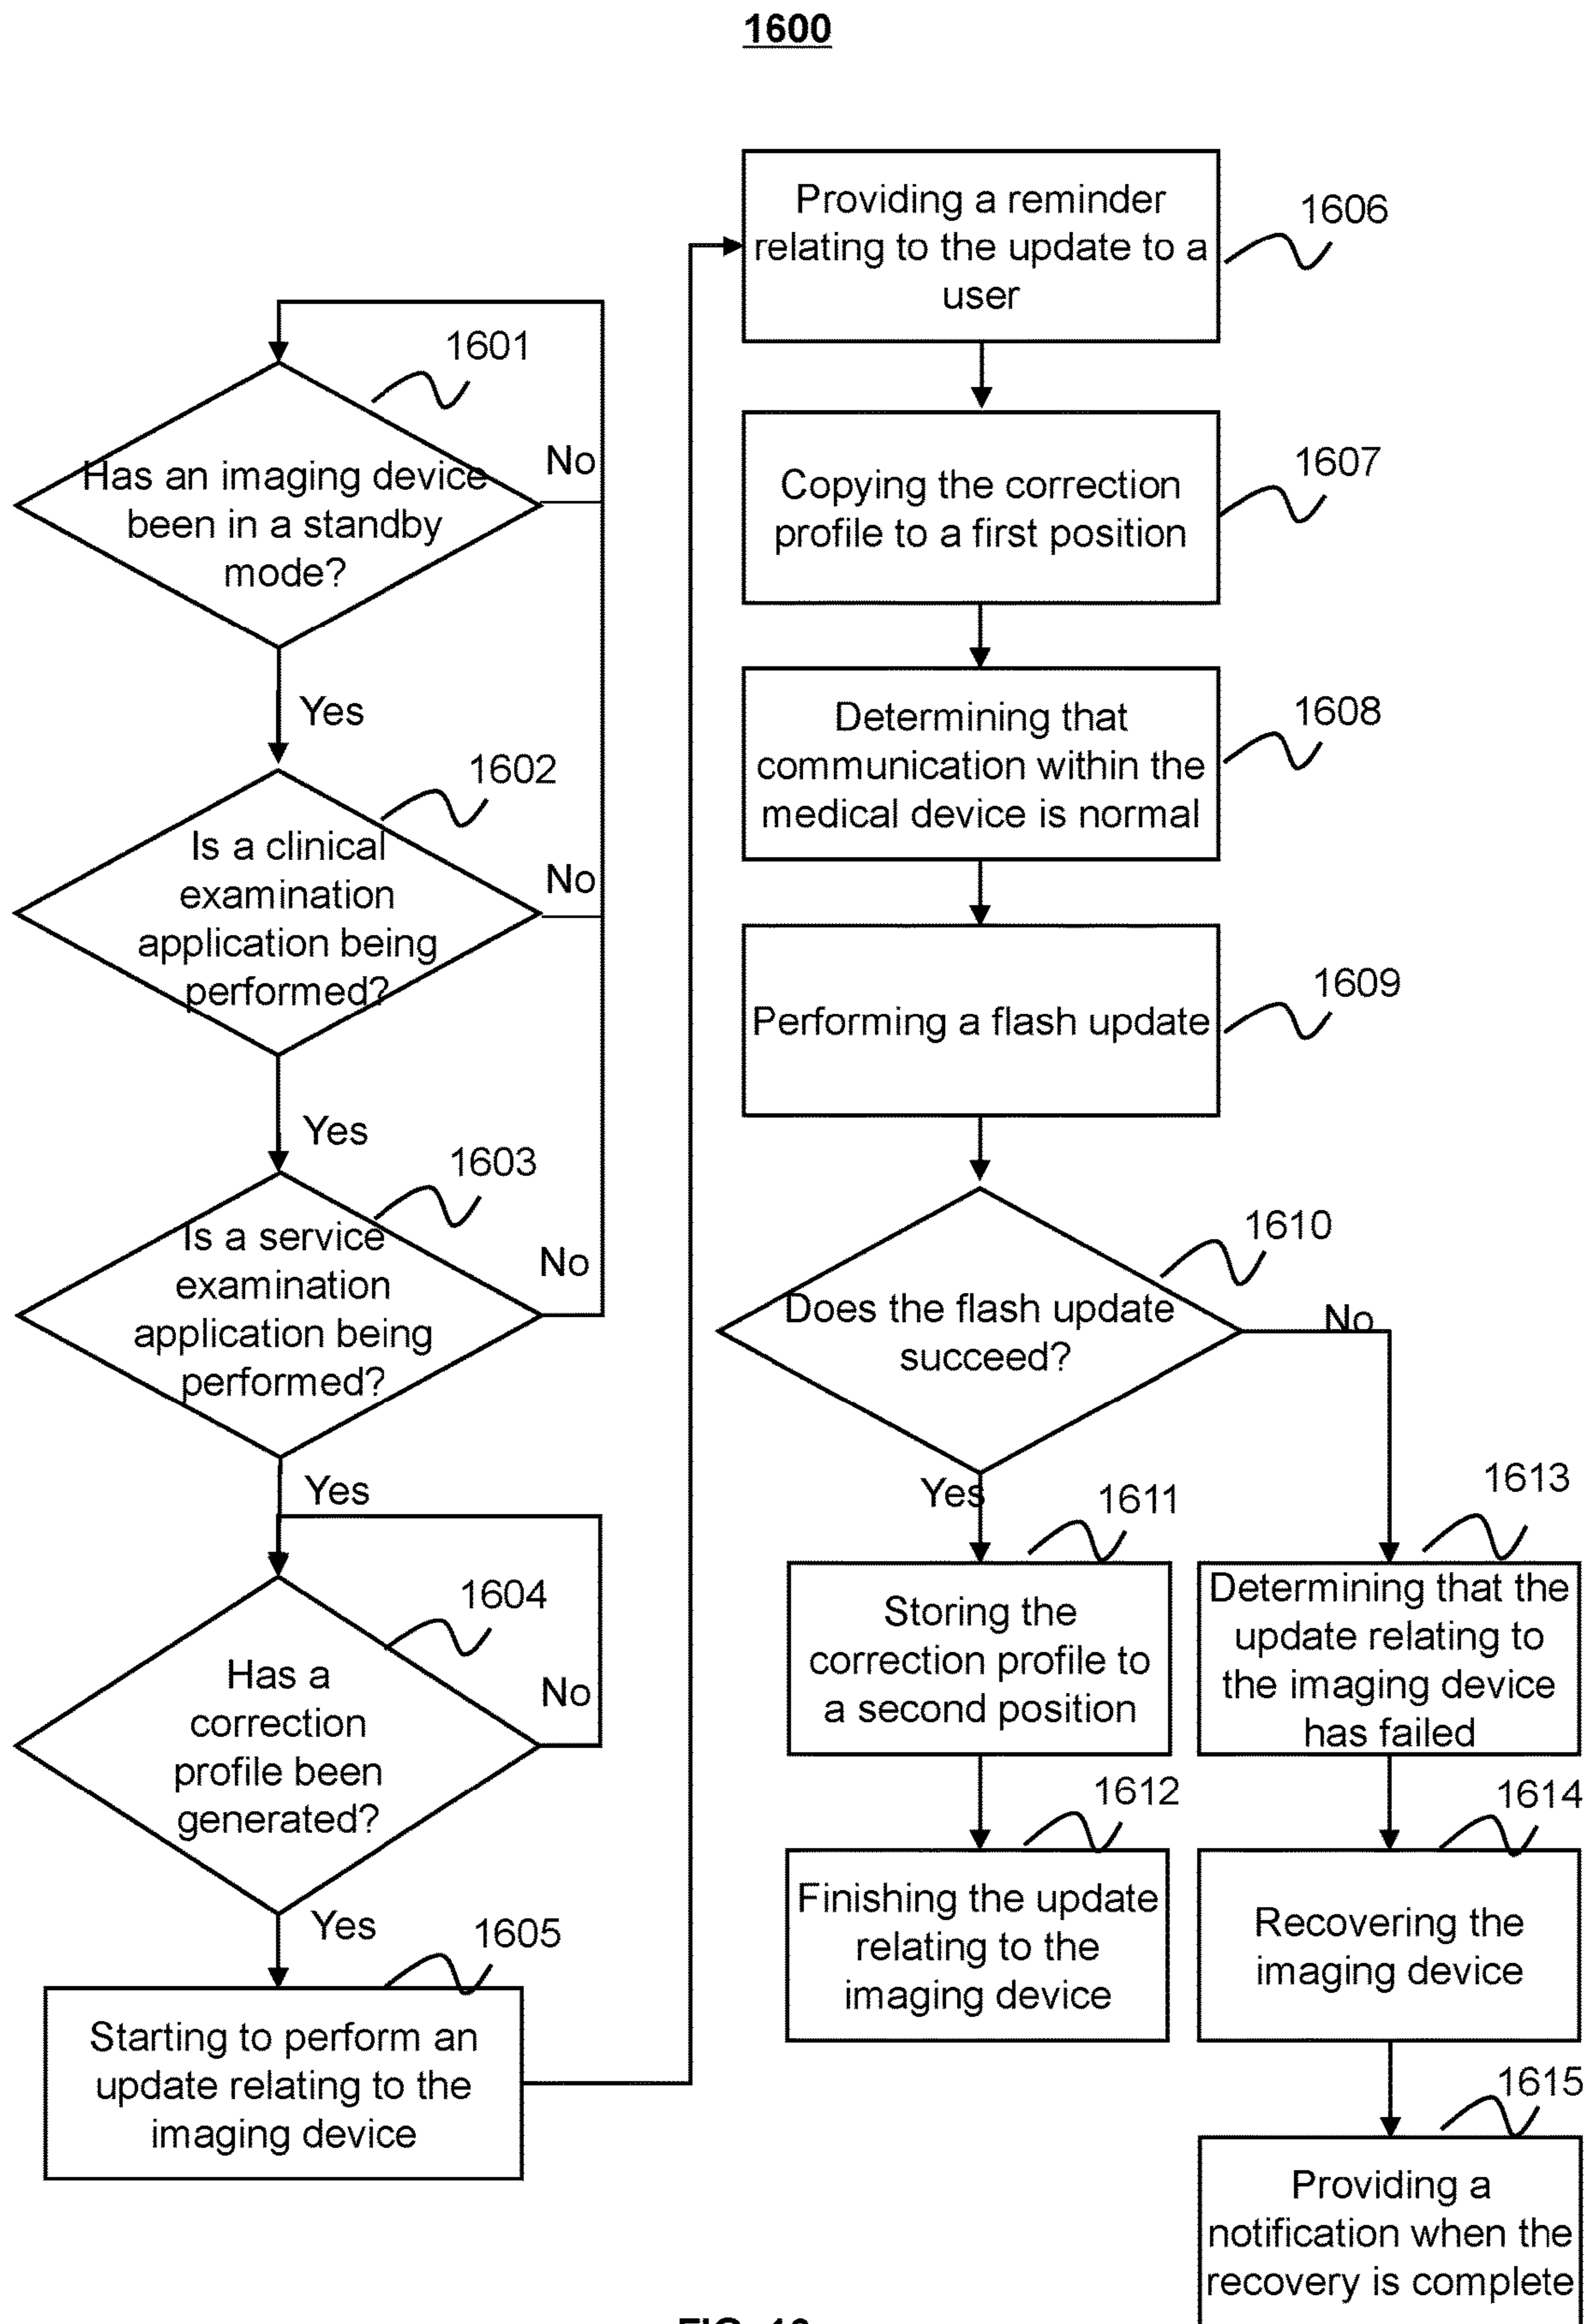 1600
1601
Has an imaging device
been in a standby
mode?
No
Yes
1602
Is a clinical
examination
application being
performed?
No
Yes
1603
Is a service
examination
application being
performed?
No
Yes
1604
Has a
correction
profile been
generated?
No
Yes
1605
Starting to perform an
update relating to the
imaging device
Providing a reminder
relating to the update to a
user
1606
Copying the correction
profile to a first position
1607
Determining that
communication within the
medical device is normal
1608
Performing a flash update
1609
1610
Does the flash update
succeed?
No
Yes
1611
Storing the
correction profile to
a second position
1612
Finishing the update
relating to the
imaging device
1613
Determining that the
update relating to
the imaging device
has failed
1614
Recovering the
imaging device
1615
Providing a
notification when the
recovery is complete